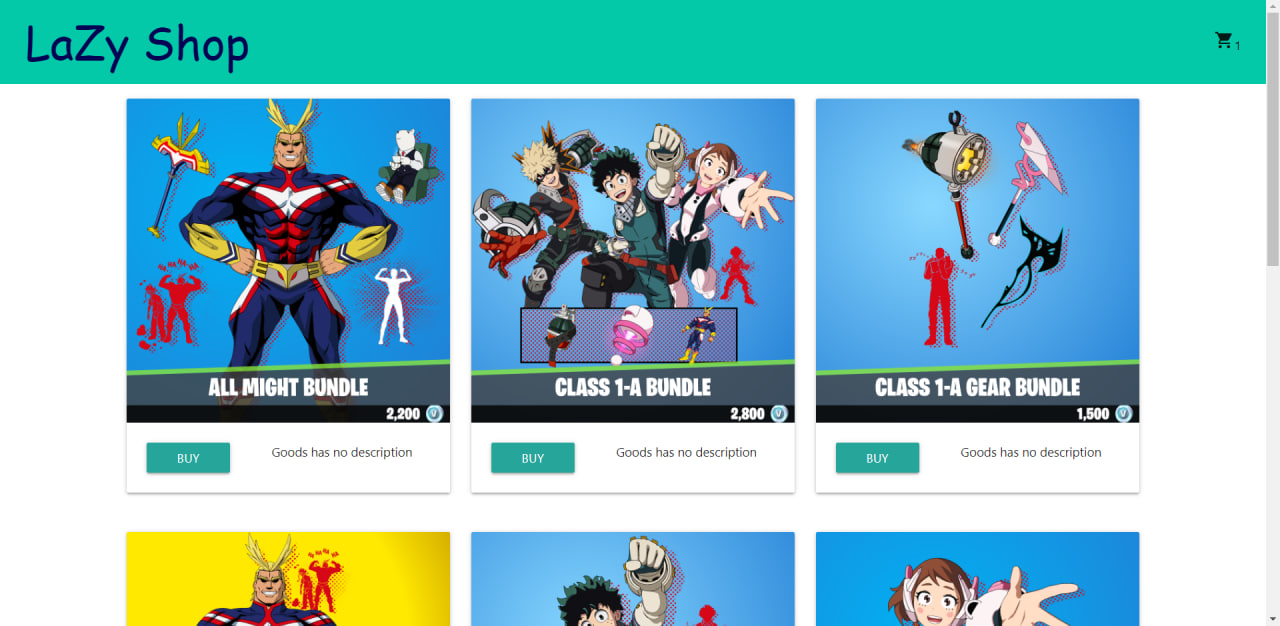 LaZy Shop
1
ALL MIGHT BUNDLE
2,200
BUY
Goods has no description
CLASS 1-A BUNDLE
2,800
BUY
Goods has no description
CLASS 1-A GEAR BUNDLE
1,500
BUY
Goods has no description